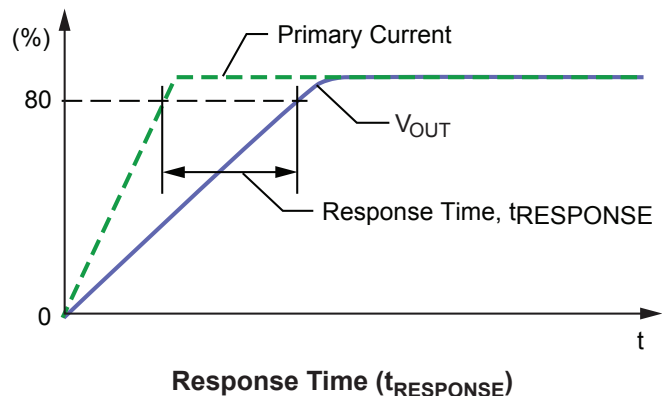 (%)
Primary Current
80
VOUT
Response Time, tRESPONSE
0
t
Response Time (tRESPONSE)